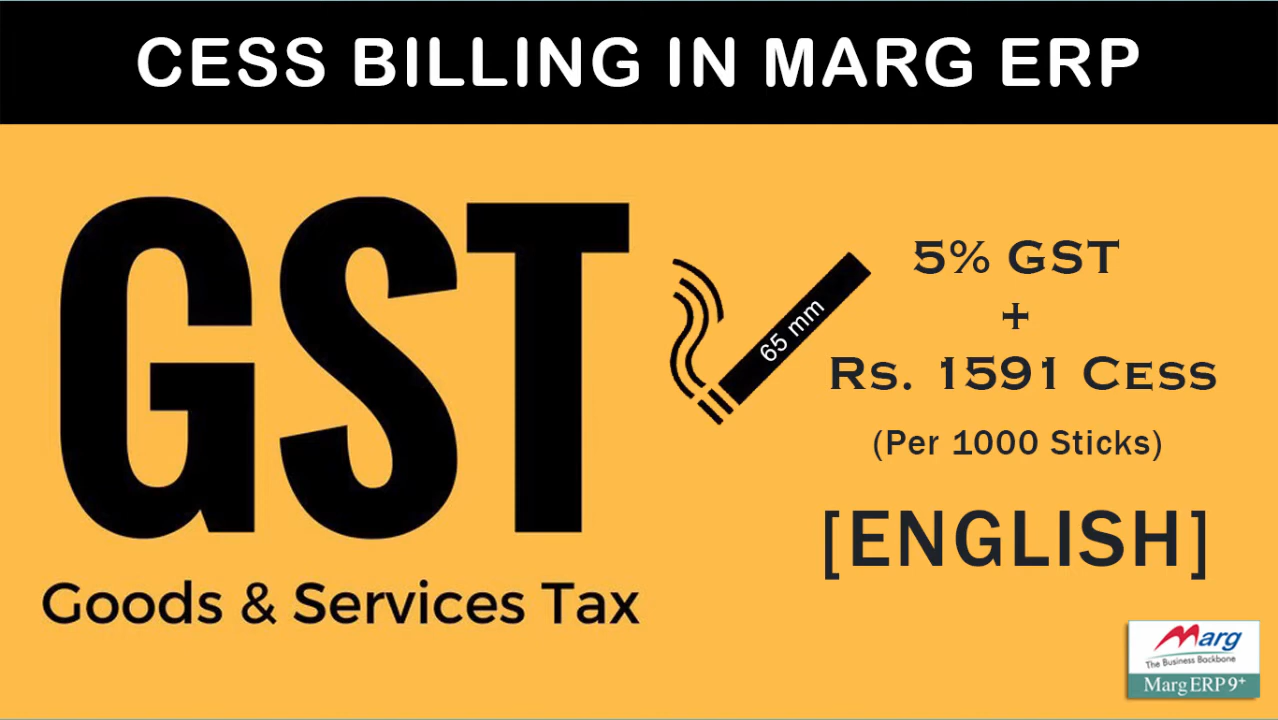 CESS BILLING IN MARG ERP
GST
Goods & Services Tax
65 mm
5% GST
+
Rs. 1591 Cess
(Per 1000 Sticks)
[ENGLISH]
Marg
The Business Backbone
Marg ERP 9+